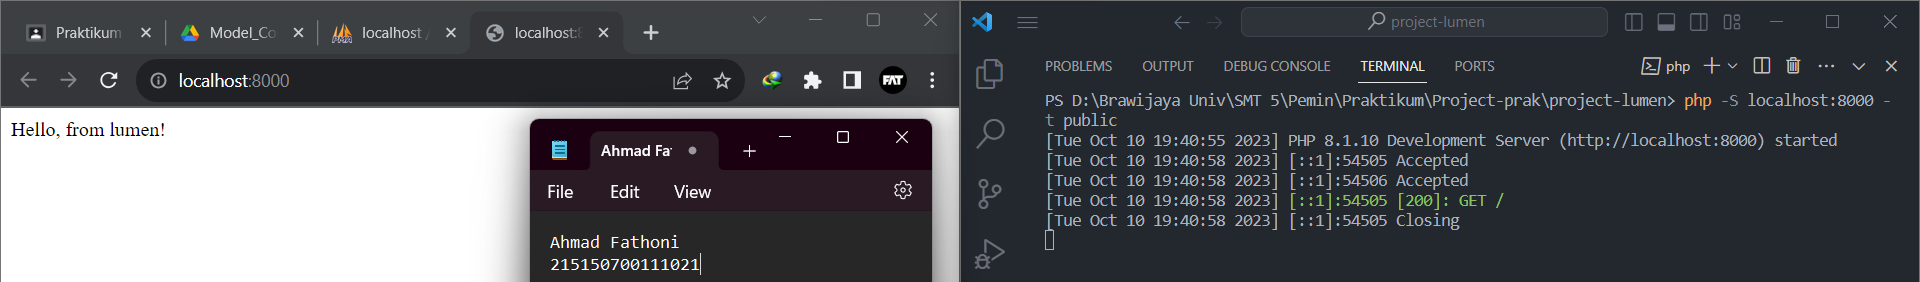 Praktikum
Model_Co
localhost /
localhost:8
localhost:8000
FAT
Hello, from lumen!
Ahmad Fat
File Edit View
Ahmad Fathoni
215150700111021
project-lumen
PROBLEMS OUTPUT DEBUG CONSOLE TERMINAL PORTS
php
PS D:\Brawijaya Univ\SMT 5\Pemin\Praktikum\Project-prak\project-lumen> php -S localhost:8000 -
t public
[Tue Oct 10 19:40:55 2023] PHP 8.1.10 Development Server (http://localhost:8000) started
[Tue Oct 10 19:40:58 2023] [::1]:54505 Accepted
[Tue Oct 10 19:40:58 2023] [::1]:54506 Accepted
[Tue Oct 10 19:40:58 2023] [::1]:54505 [200]: GET /
[Tue Oct 10 19:40:58 2023] [::1]:54505 Closing